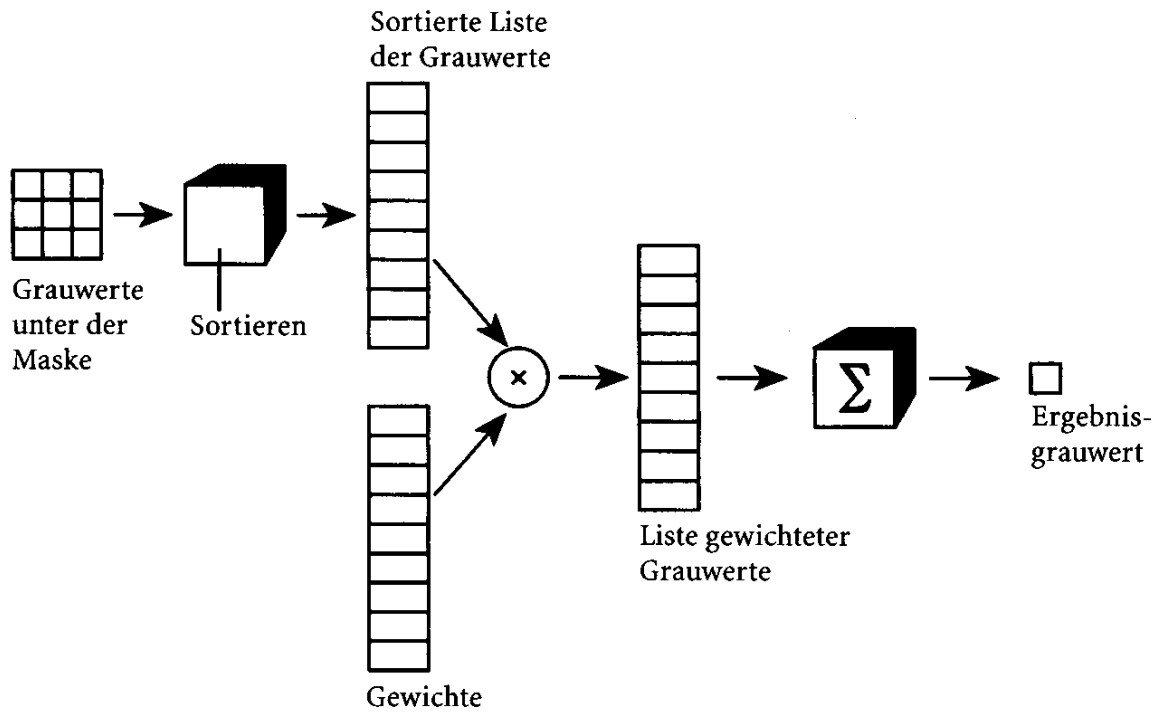 Sortierte Liste
der Grauwerte
Grauwerte
unter der
Maske
Sortieren
×
Σ
Ergebnis-
grauwert
Liste gewichteter
Grauwerte
Gewichte